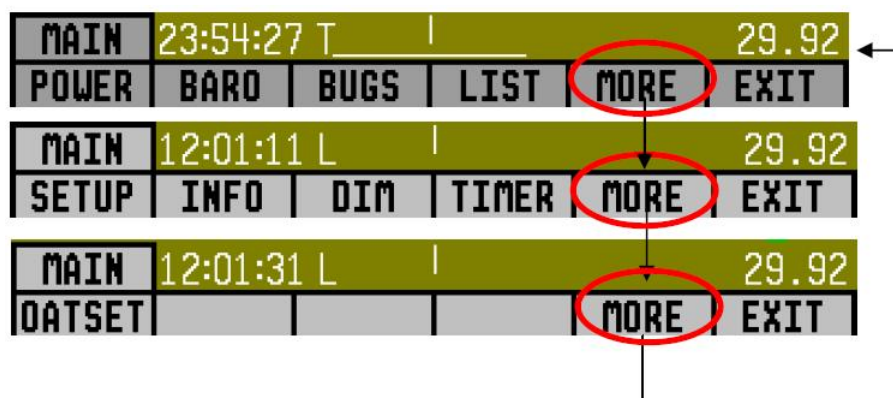 MAIN 23:54:27 T 29.92
POWER BARO BUGS LIST MORE EXIT
MAIN 12:01:11 L 29.92
SETUP INFO DIM TIMER MORE EXIT
MAIN 12:01:31 L 29.92
OATSET MORE EXIT